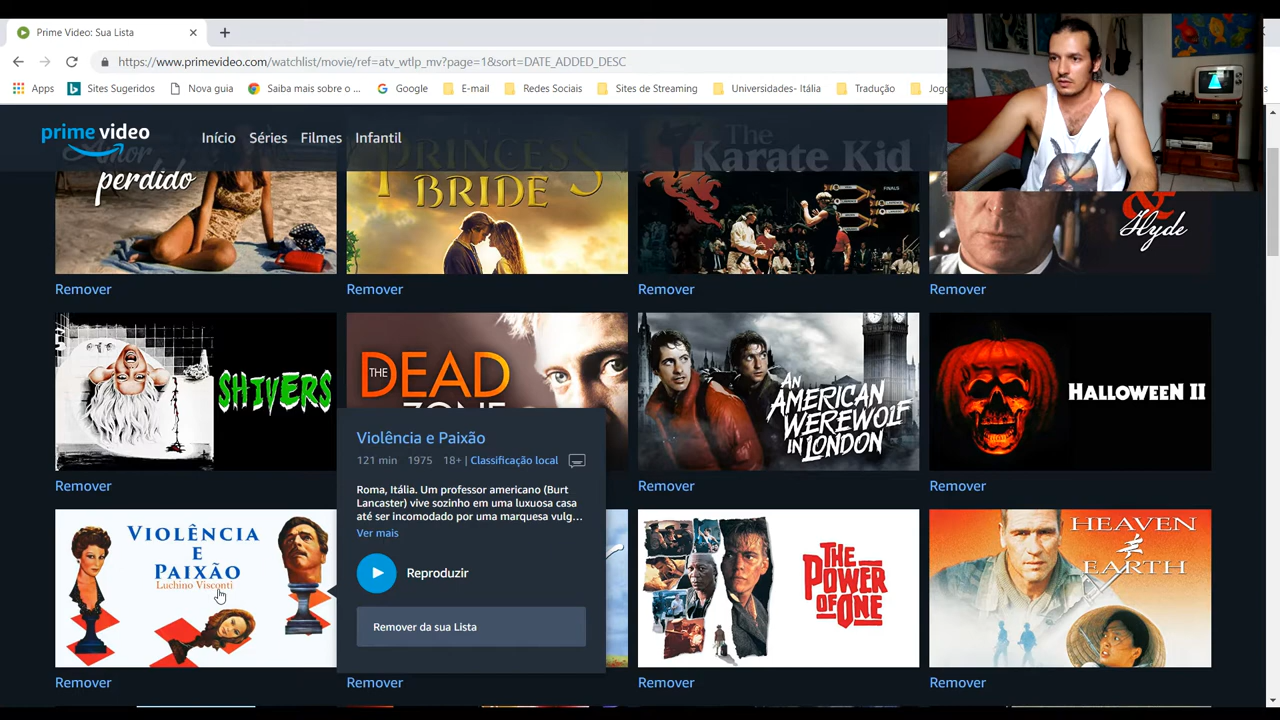 Prime Video: Sua Lista
https://www.primevideo.com/watchlist/movie/ref=atv_wtlp_mv?page=1&sort=DATE_ADDED_DESC
Apps
Sites Sugeridos
Nova guia
Saiba mais sobre o ...
Google
E-mail
Redes Sociais
Sites de Streaming
Universidades- Itália
Tradução
prime video
Início
Séries
Filmes
Infantil
Amor
perdido
PRINCESS
BRIDE
The
Karate Kid
FINALS
&
Hyde
Remover
Remover
Remover
Remover
SHIVERS
THE
DEAD
AN
AMERICAN
WEREWOLF
IN LONDON
HALLOWEEN II
Remover
Remover
Remover
Violência e Paixão
121 min 1975 18+ | Classificação local
Roma, Itália. Um professor americano (Burt
Lancaster) vive sozinho em uma luxuosa casa
até ser incomodado por uma marquesa vulg...
Ver mais
Reproduzir
Remover da sua Lista
VIOLÊNCIA
E
PAIXÃO
Luchino Visconti
THE
POWER
OF ONE
HEAVEN
&
EARTH
Remover
Remover
Remover
Remover